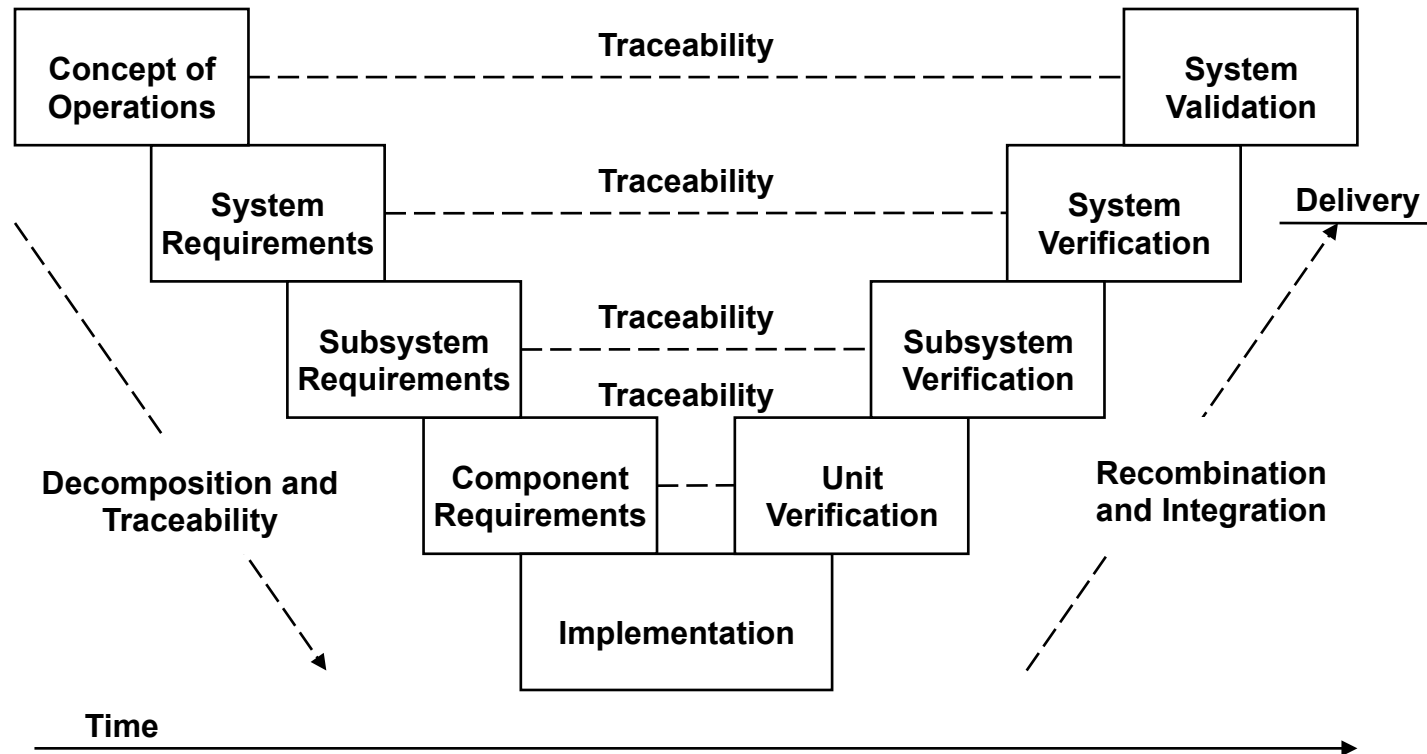 Concept of
Operations
Traceability
System
Validation
System
Requirements
Traceability
System
Verification
Delivery
Subsystem
Requirements
Traceability
Subsystem
Verification
Traceability
Decomposition and
Traceability
Component
Requirements
Unit
Verification
Recombination
and Integration
Implementation
Time